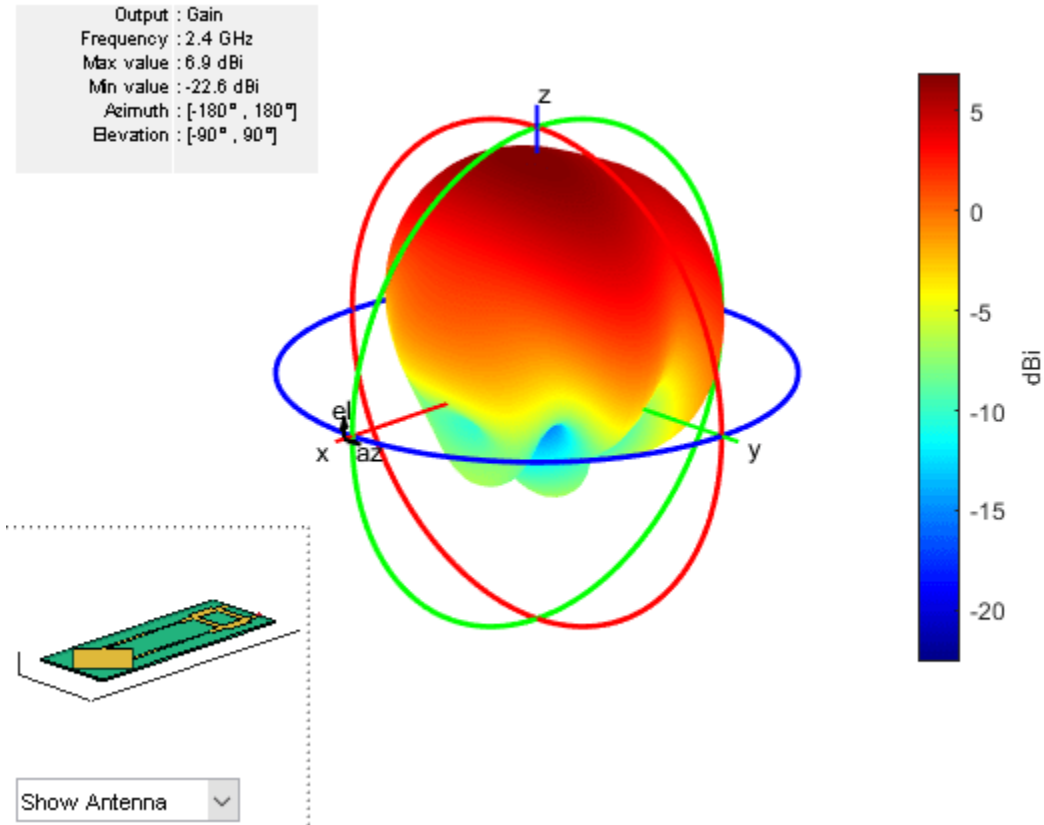 Output : Gain
Frequency : 2.4 GHz
Max value : 6.9 dBi
Min value : -22.6 dBi
Azimuth : [-180° , 180°]
Elevation : [-90° , 90°]
z
x
el
az
y
5
0
-5
-10
-15
-20
dBi
Show Antenna